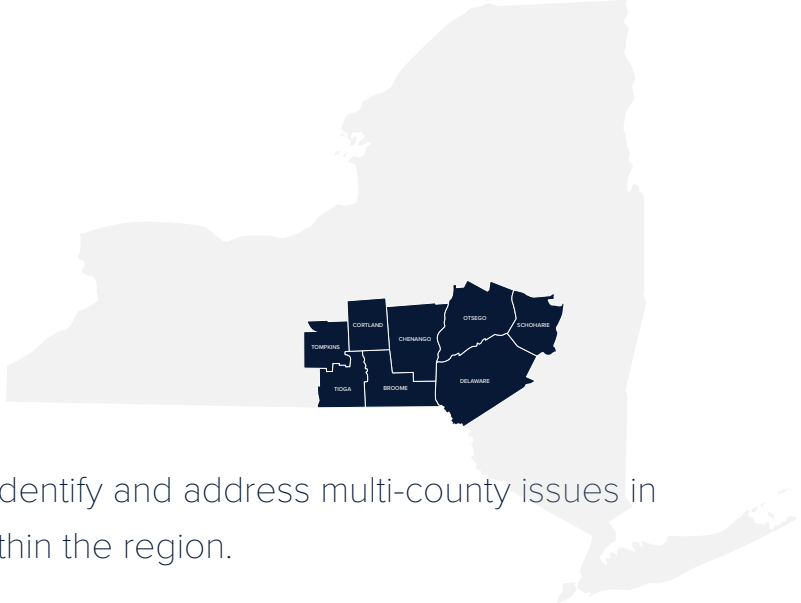 OTSEGO
CORTLAND
SCHOHARIE
CHENANGO
TOMPKINS
DELAWARE
TIOGA
BROOME
dentify and address multi-county issues in
thin the region.